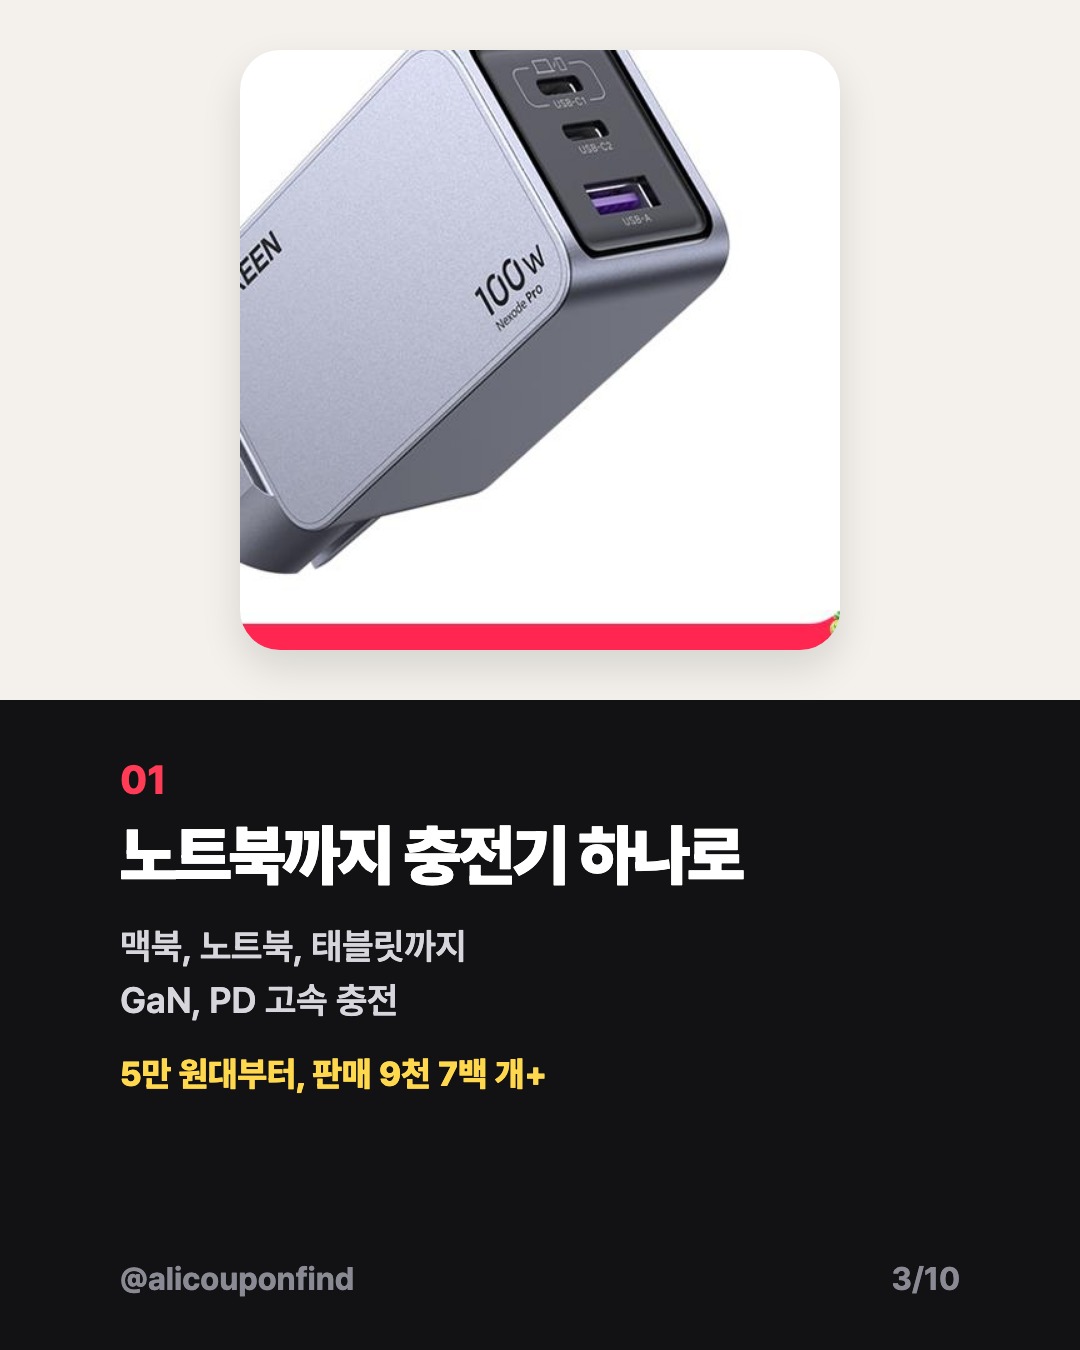 USB-C1
USB-C2
USB-A
EEN
100W
Nexode Pro
01
노트북까지 충전기 하나로
맥북, 노트북, 태블릿까지
GaN, PD 고속 충전
5만 원대부터, 판매 9천 7백 개+
@alicouponfind
3/10